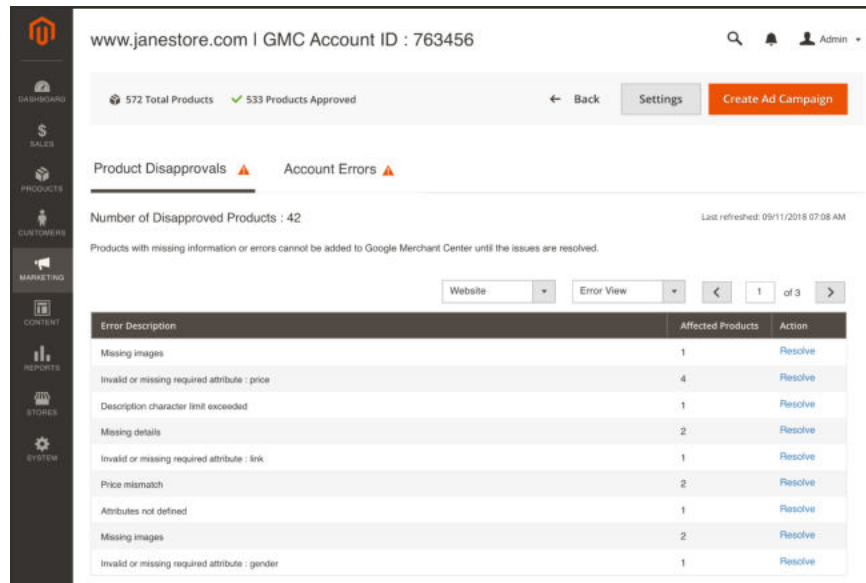 www.janestore.com | GMC Account ID : 763456
Admin
572 Total Products 533 Products Approved Back Settings Create Ad Campaign
DASHBOARD
SALES
PRODUCTS
CUSTOMERS
MARKETING
CONTENT
REPORTS
STORES
SYSTEM
Product Disapprovals Account Errors
Number of Disapproved Products : 42 Last refreshed: 09/11/2018 07:08 AM
Products with missing information or errors cannot be added to Google Merchant Center until the issues are resolved.
Website Error View 1 of 3
Error Description Affected Products Action
Missing images 1 Resolve
Invalid or missing required attribute : price 4 Resolve
Description character limit exceeded 1 Resolve
Missing details 2 Resolve
Invalid or missing required attribute : link 1 Resolve
Price mismatch 2 Resolve
Attributes not defined 1 Resolve
Missing images 2 Resolve
Invalid or missing required attribute : gender 1 Resolve